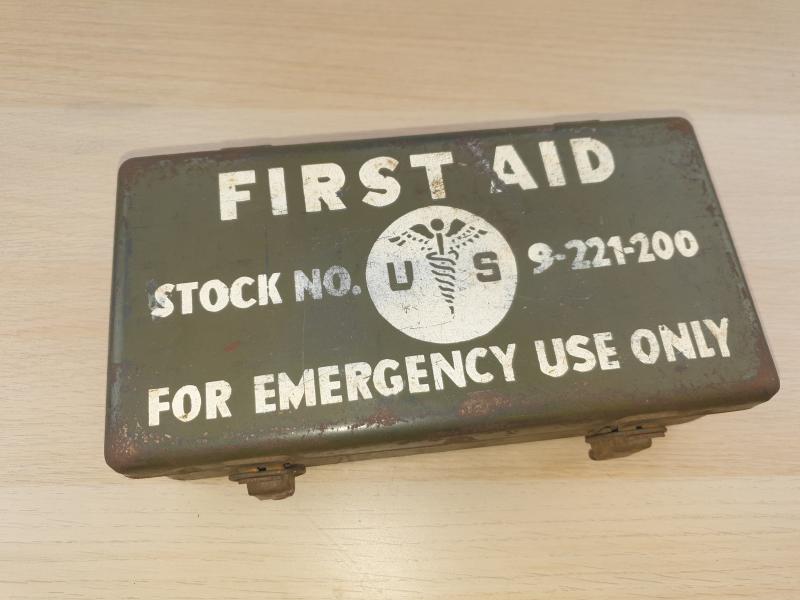 FIRST AID
STOCK NO. U S 9-221-200
FOR EMERGENCY USE ONLY